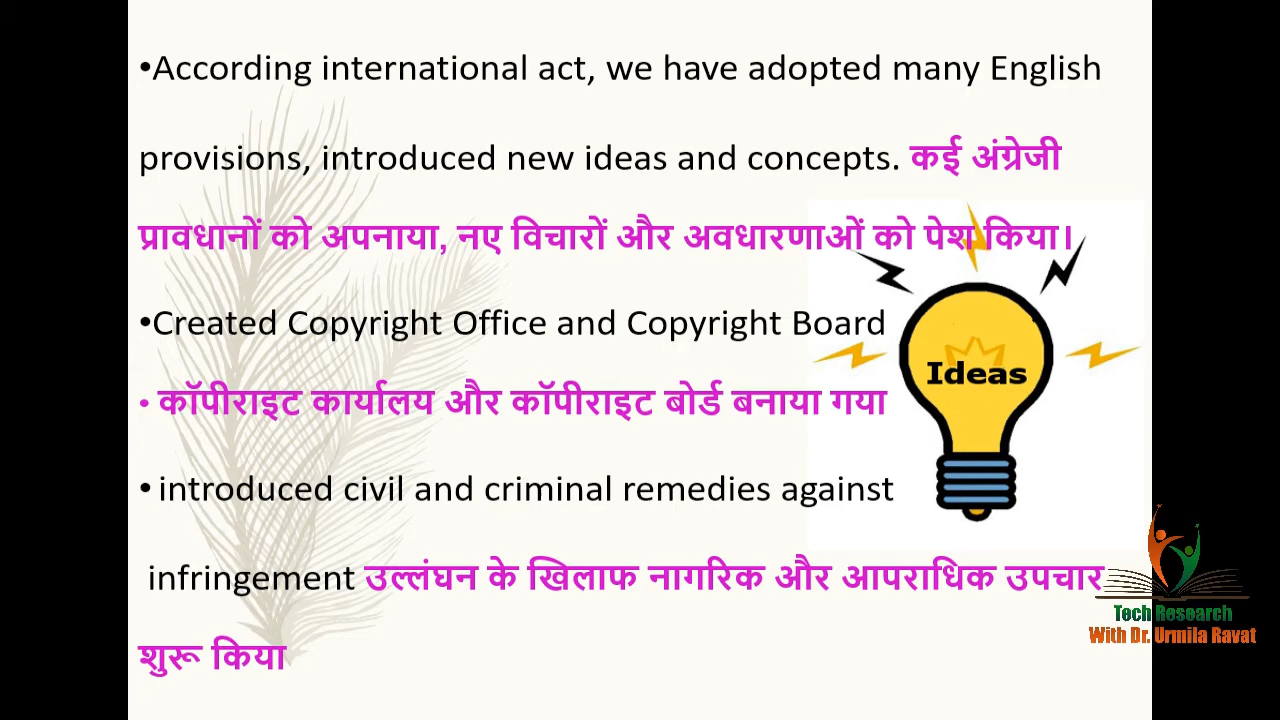 •According international act, we have adopted many English
provisions, introduced new ideas and concepts. कई अंग्रेजी
प्रावधानों को अपनाया, नए विचारों और अवधारणाओं को पेश किया।
•Created Copyright Office and Copyright Board
• कॉपीराइट कार्यालय और कॉपीराइट बोर्ड बनाया गया
• introduced civil and criminal remedies against
infringement उल्लंघन के खिलाफ नागरिक और आपराधिक उपचार
शुरू किया
Ideas
Tech Research
With Dr. Urmila Ravat